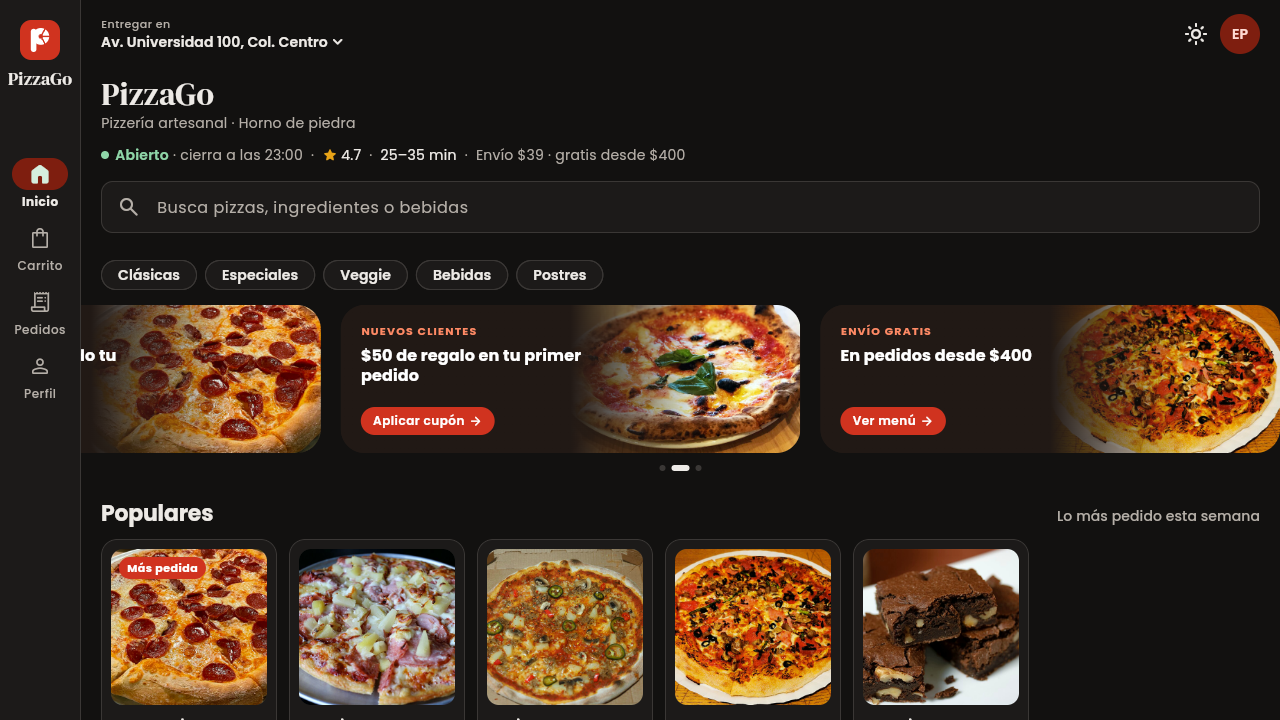 PizzaGo
Inicio
Carrito
Pedidos
Perfil
Entregar en
Av. Universidad 100, Col. Centro
EP
PizzaGo
Pizzería artesanal · Horno de piedra
Abierto · cierra a las 23:00 · 4.7 · 25–35 min · Envío $39 · gratis desde $400
Busca pizzas, ingredientes o bebidas
Clásicas
Especiales
Veggie
Bebidas
Postres
lo tu
NUEVOS CLIENTES
$50 de regalo en tu primer
pedido
Aplicar cupón →
ENVÍO GRATIS
En pedidos desde $400
Ver menú →
Populares
Lo más pedido esta semana
Más pedida